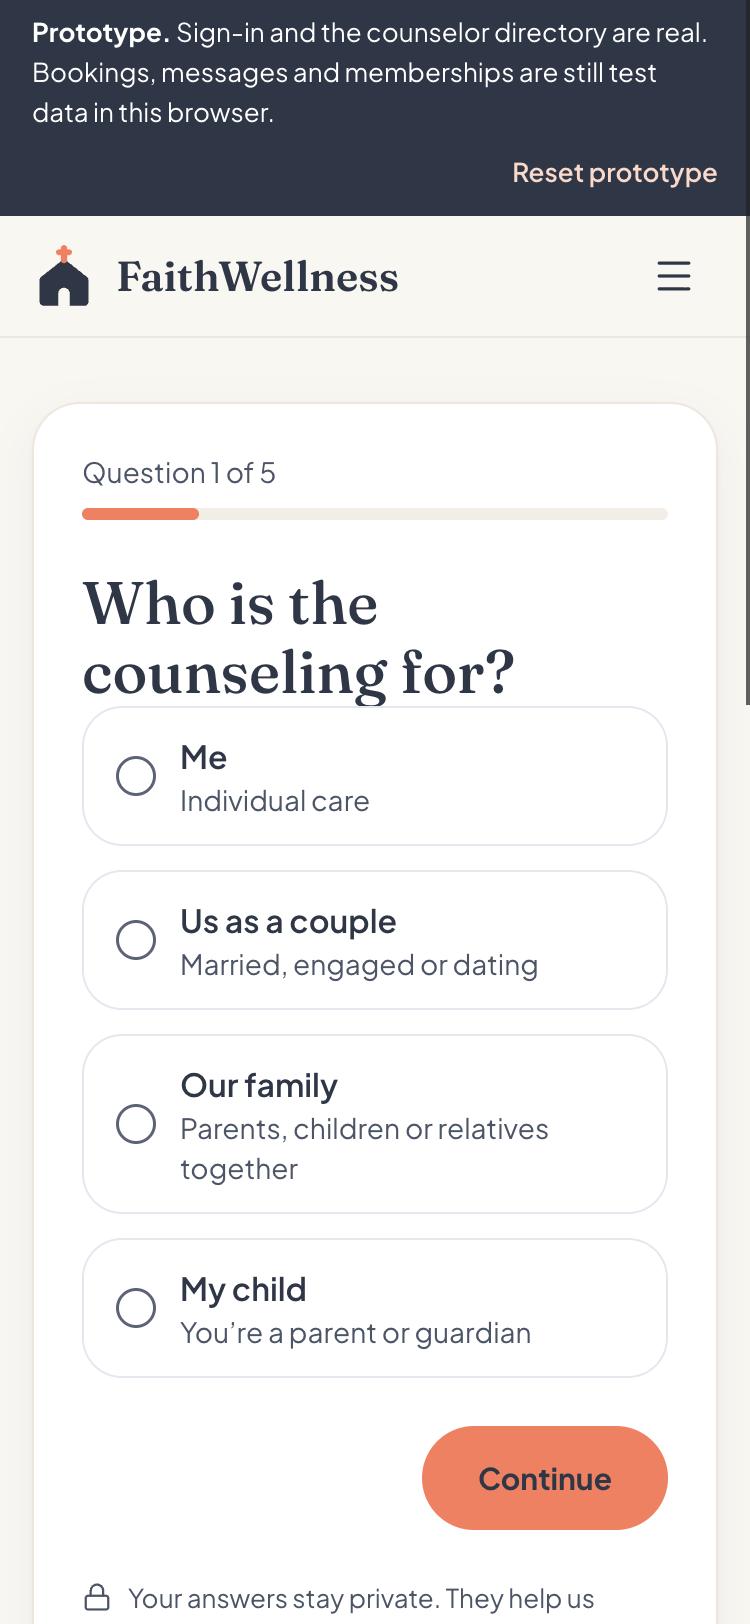 Prototype. Sign-in and the counselor directory are real.
Bookings, messages and memberships are still test
data in this browser.
Reset prototype
FaithWellness
Question 1 of 5
Who is the
counseling for?
Me
Individual care
Us as a couple
Married, engaged or dating
Our family
Parents, children or relatives
together
My child
You’re a parent or guardian
Continue
Your answers stay private. They help us